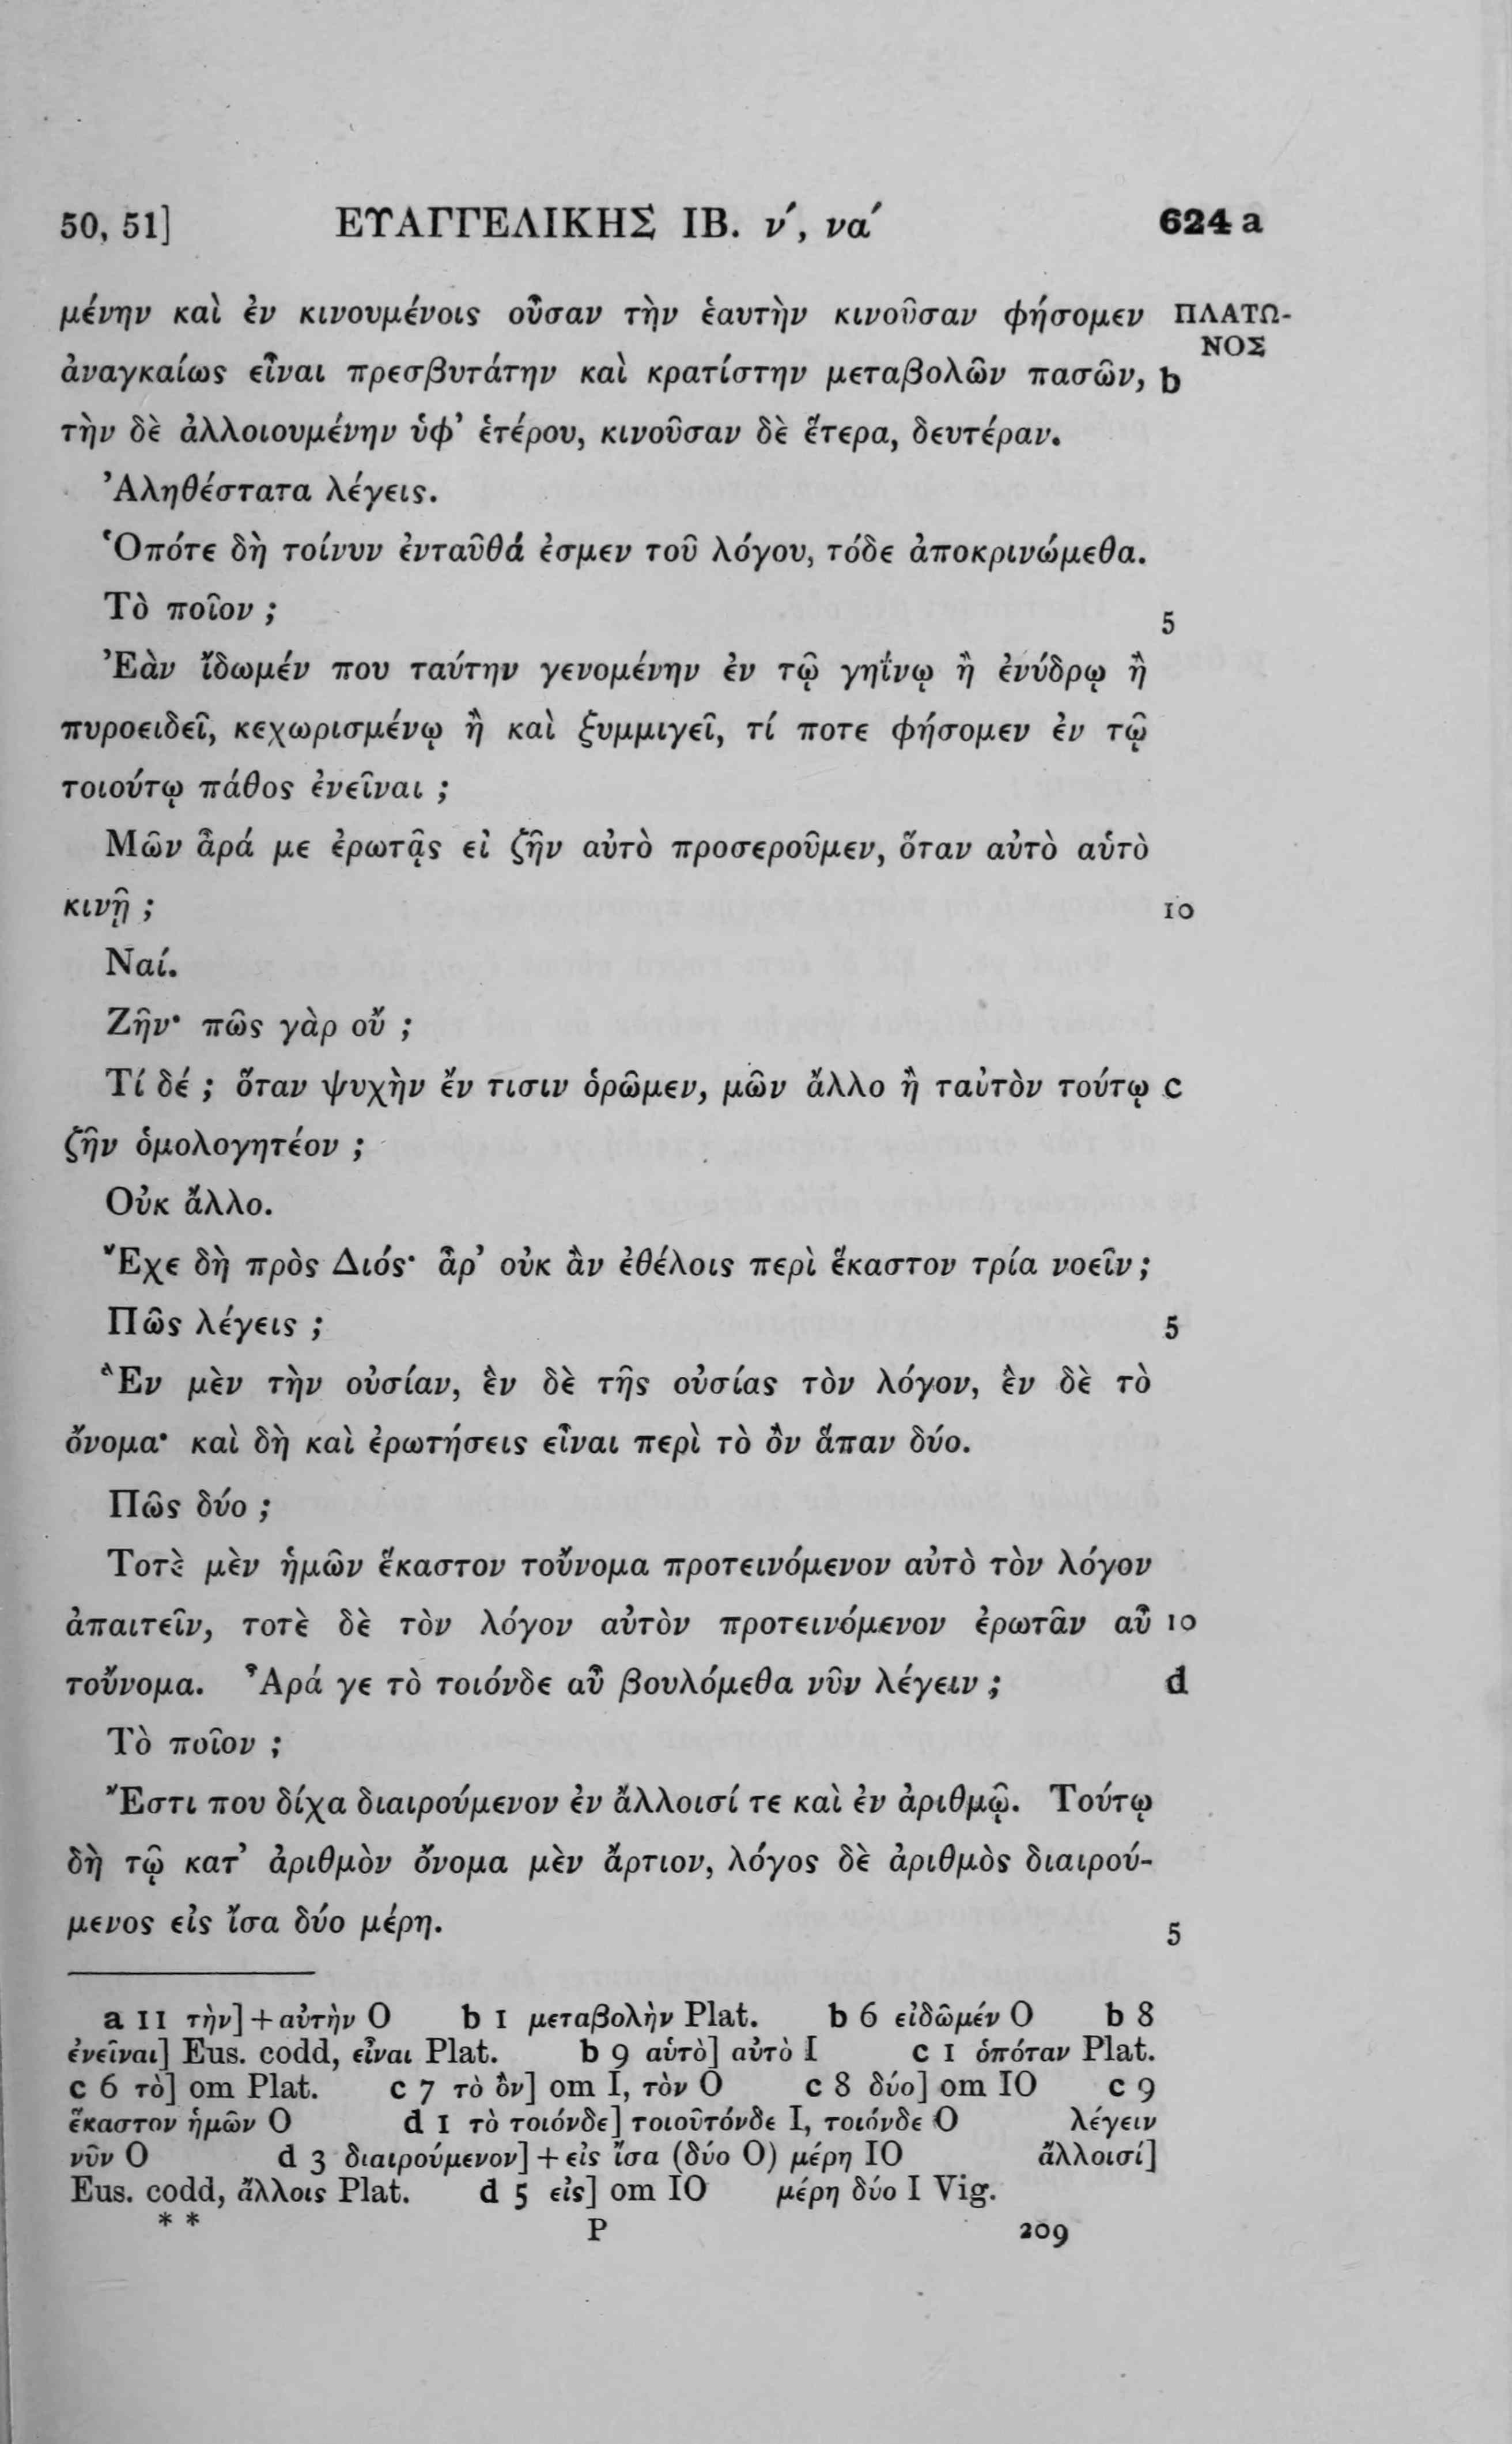 50, 51] ΕΥΑΓΓΕΛΙΚΗΣ ΙΒ. ν´, να´ 624 a
μένην καὶ ἐν κινουμένοις οὖσαν τὴν ἑαυτὴν κινοῦσαν φήσομεν ΠΛΑΤΩ-
ΝΟΣ
ἀναγκαίως εἶναι πρεσβυτάτην καὶ κρατίστην μεταβολῶν πασῶν, b
τὴν δὲ ἀλλοιουμένην ὑφ’ ἑτέρου, κινοῦσαν δὲ ἕτερα, δευτέραν.
Ἀληθέστατα λέγεις.
Ὁπότε δὴ τοίνυν ἐνταῦθά ἐσμεν τοῦ λόγου, τόδε ἀποκρινώμεθα.
Τὸ ποῖον ; 5
Ἐὰν ἴδωμέν που ταύτην γενομένην ἐν τῷ γηΐνῳ ἢ ἐνύδρῳ ἢ
πυροειδεῖ, κεχωρισμένῳ ἢ καὶ ξυμμιγεῖ, τί ποτε φήσομεν ἐν τῷ
τοιούτῳ πάθος ἐνεῖναι ;
Μῶν ἆρά με ἐρωτᾷς εἰ ζῆν αὐτὸ προσεροῦμεν, ὅταν αὐτὸ αὑτὸ
κινῇ ; 10
Ναί.
Ζῆν· πῶς γὰρ οὔ ;
Τί δέ ; ὅταν ψυχὴν ἔν τισιν ὁρῶμεν, μῶν ἄλλο ἢ ταὐτὸν τούτῳ c
ζῆν ὁμολογητέον ;
Οὐκ ἄλλο.
Ἔχε δὴ πρὸς Διός· ἆρ’ οὐκ ἂν ἐθέλοις περὶ ἕκαστον τρία νοεῖν ;
Πῶς λέγεις ; 5
Ἓν μὲν τὴν οὐσίαν, ἓν δὲ τῆς οὐσίας τὸν λόγον, ἓν δὲ τὸ
ὄνομα· καὶ δὴ καὶ ἐρωτήσεις εἶναι περὶ τὸ ὂν ἅπαν δύο.
Πῶς δύο ;
Τοτὲ μὲν ἡμῶν ἕκαστον τοὔνομα προτεινόμενον αὐτὸ τὸν λόγον
ἀπαιτεῖν, τοτὲ δὲ τὸν λόγον αὐτὸν προτεινόμενον ἐρωτᾶν αὖ 10
τοὔνομα. Ἆρά γε τὸ τοιόνδε αὖ βουλόμεθα νῦν λέγειν ; d
Τὸ ποῖον ;
Ἔστι που δίχα διαιρούμενον ἐν ἄλλοισί τε καὶ ἐν ἀριθμῷ. Τούτῳ
δὴ τῷ κατ’ ἀριθμὸν ὄνομα μὲν ἄρτιον, λόγος δὲ ἀριθμὸς διαιρού-
μενος εἰς ἴσα δύο μέρη. 5
a 11 τὴν] + αὐτὴν O b 1 μεταβολὴν Plat. b 6 εἰδῶμέν O b 8
ἐνεῖναι] Eus. codd, εἶναι Plat. b 9 αὑτὸ] αὐτὸ I c 1 ὁπόταν Plat.
c 6 τὸ] om Plat. c 7 τὸ ὂν] om I, τὸν O c 8 δύο] om IO c 9
ἕκαστον ἡμῶν O d 1 τὸ τοιόνδε] τοιοῦτόνδε I, τοιόνδε O λέγειν
νῦν O d 3 διαιρούμενον] + εἰς ἴσα (δύο O) μέρη IO ἄλλοισί]
Eus. codd, ἄλλοις Plat. d 5 εἰς] om IO μέρη δύο I Vig.
* * P 209